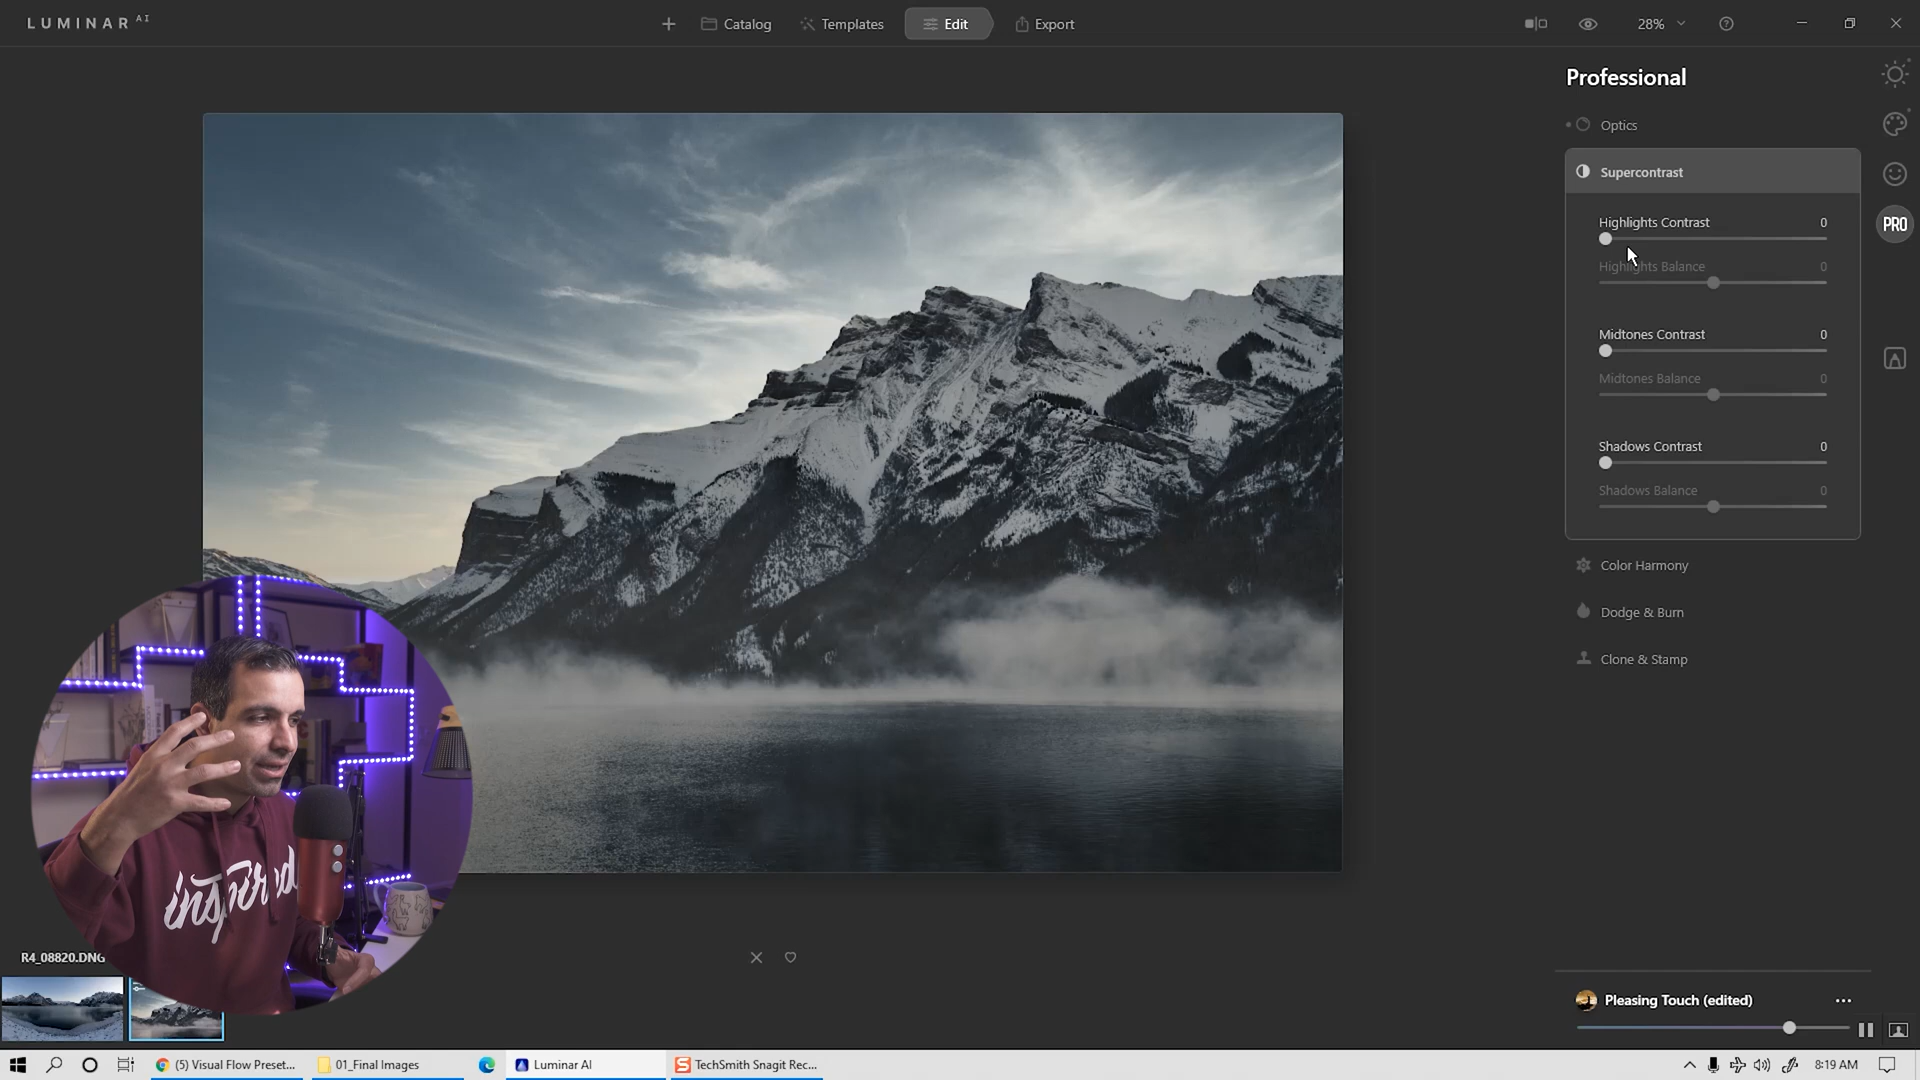 LUMINAR AI
Catalog
Templates
Edit
Export
28%
Professional
Optics
Supercontrast
Highlights Contrast 0
Highlights Balance 0
Midtones Contrast 0
Midtones Balance 0
Shadows Contrast 0
Shadows Balance 0
Color Harmony
Dodge & Burn
Clone & Stamp
PRO
inspired
R4_08820.DNG
Pleasing Touch (edited)
(5) Visual Flow Preset...
01_Final Images
Luminar AI
TechSmith Snagit Rec...
8:19 AM